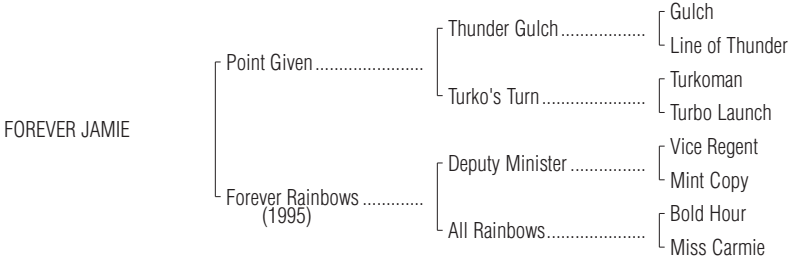 Gulch
Thunder Gulch..................
Line of Thunder
Point Given.......................
Turkoman
Turko's Turn......................
Turbo Launch
FOREVER JAMIE
Vice Regent
Deputy Minister................
Mint Copy
Forever Rainbows.............
(1995)
Bold Hour
All Rainbows.....................
Miss Carmie